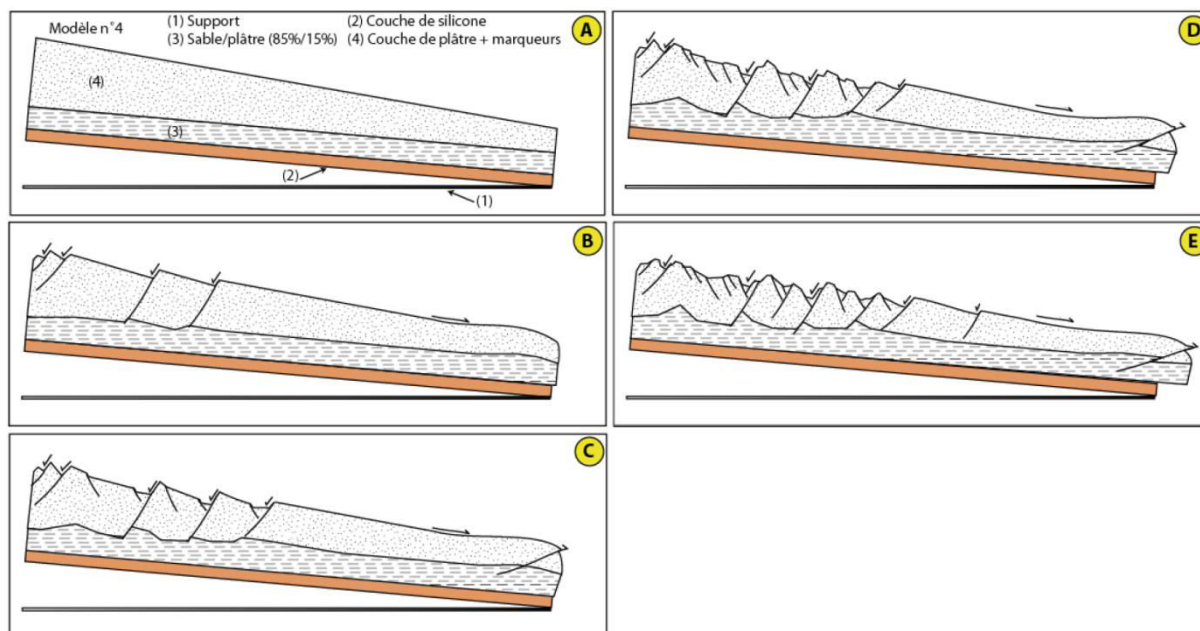 Modèle n°4
(1) Support
(2) Couche de silicone
(3) Sable/plâtre (85%/15%)
(4) Couche de plâtre + marqueurs
A
(4)
(3)
(2)
(1)
B
C
D
E